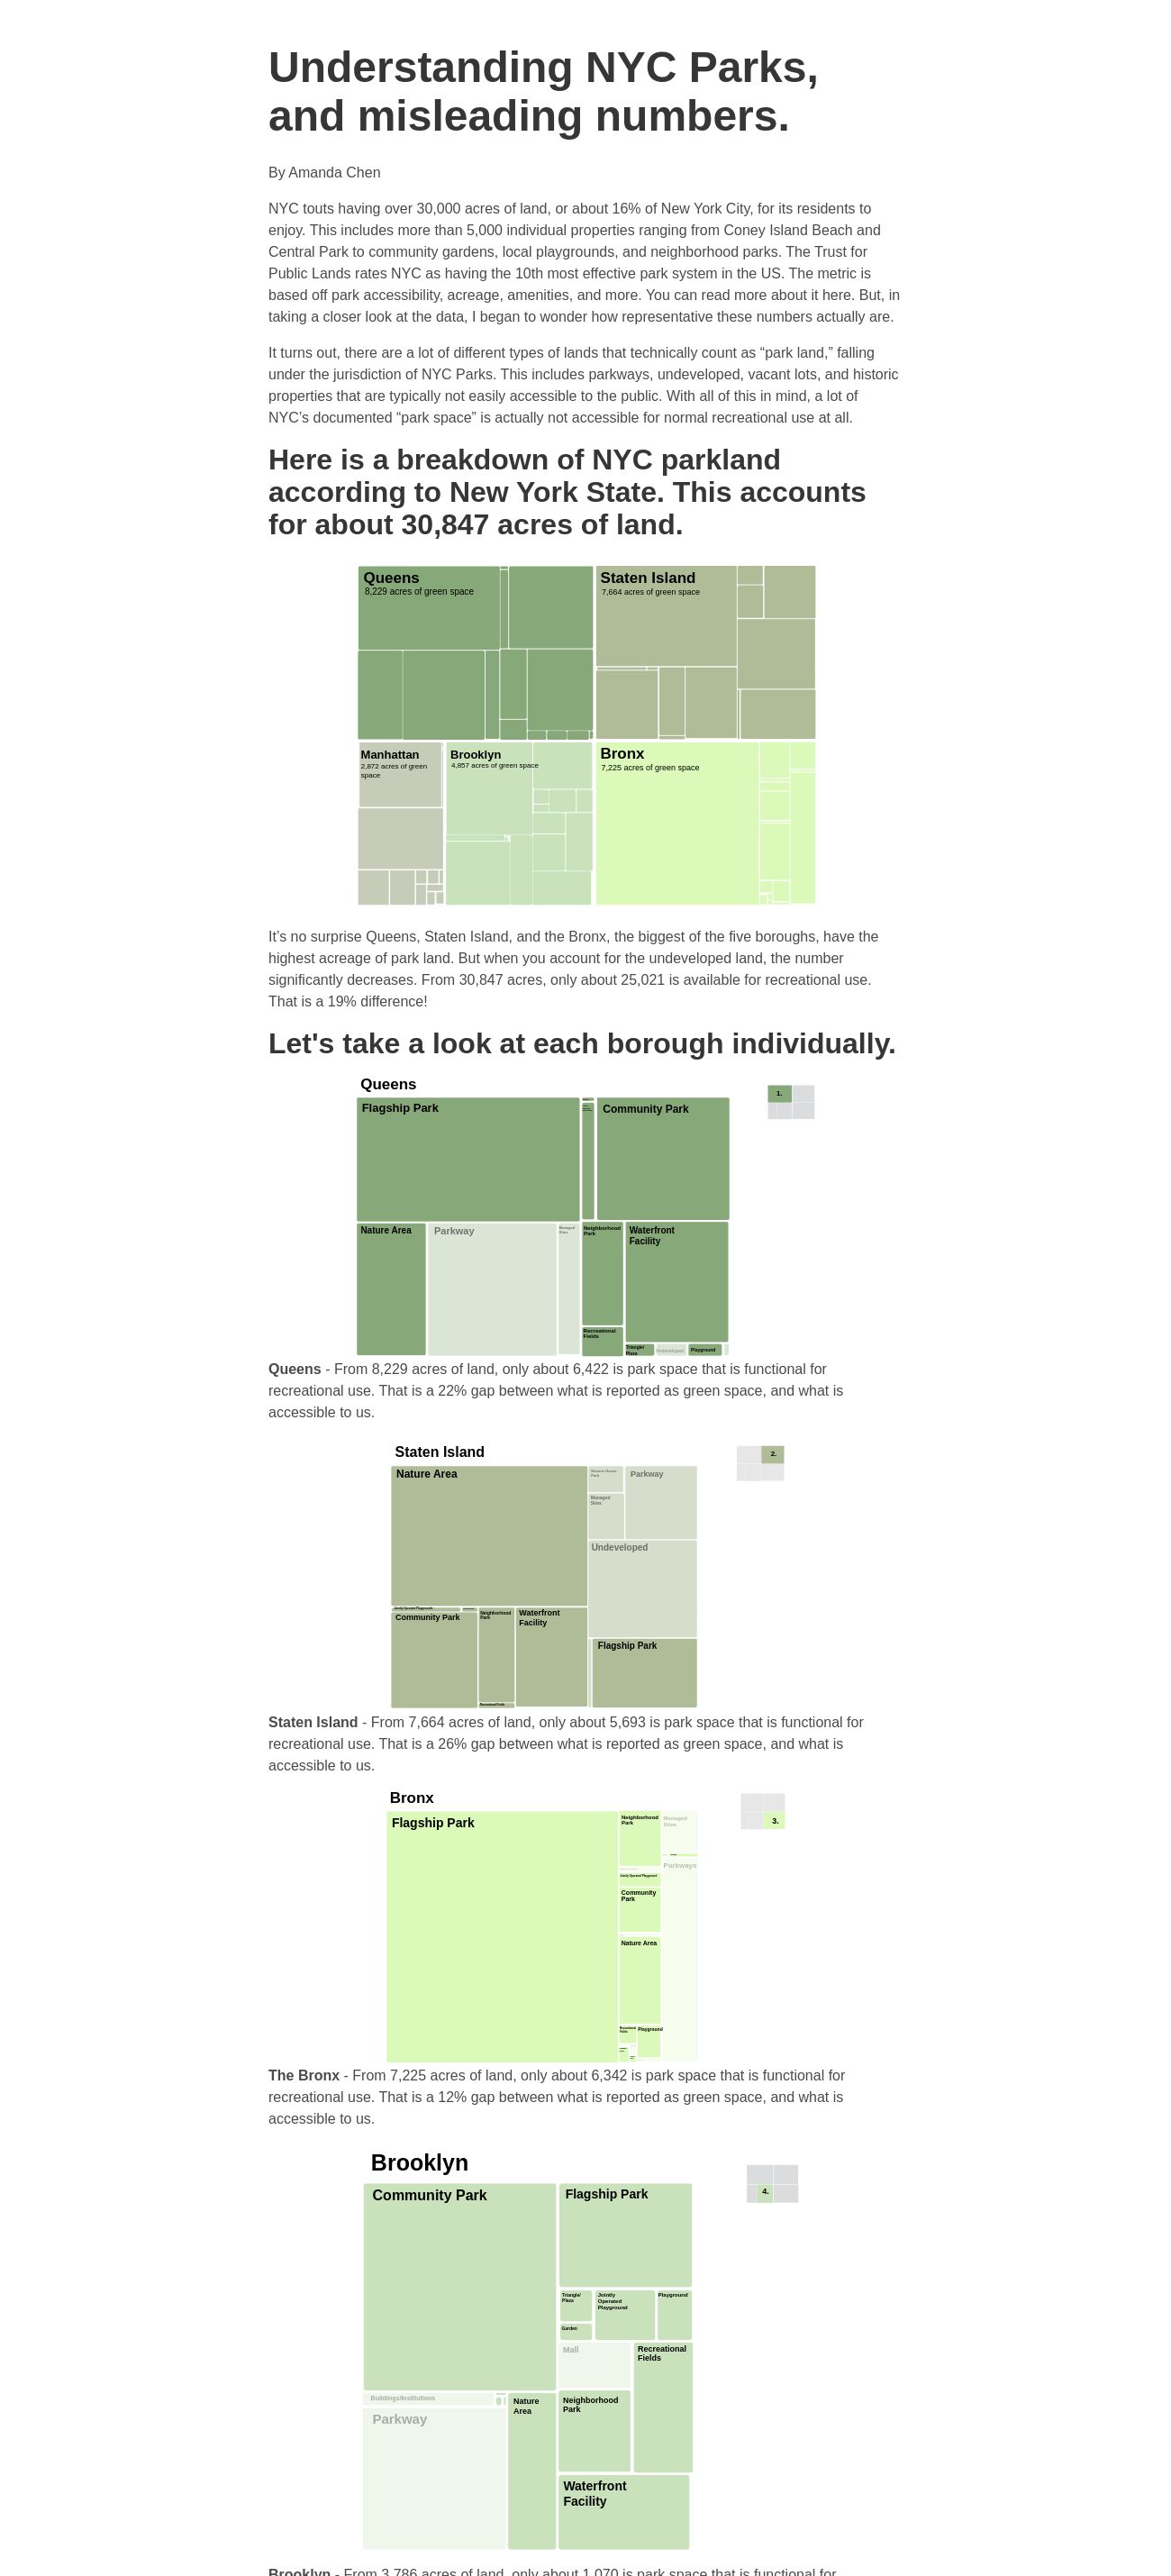 Understanding NYC Parks,
and misleading numbers.
By Amanda Chen
NYC touts having over 30,000 acres of land, or about 16% of New York City, for its residents to
enjoy. This includes more than 5,000 individual properties ranging from Coney Island Beach and
Central Park to community gardens, local playgrounds, and neighborhood parks. The Trust for
Public Lands rates NYC as having the 10th most effective park system in the US. The metric is
based off park accessibility, acreage, amenities, and more. You can read more about it here. But, in
taking a closer look at the data, I began to wonder how representative these numbers actually are.
It turns out, there are a lot of different types of lands that technically count as “park land,” falling
under the jurisdiction of NYC Parks. This includes parkways, undeveloped, vacant lots, and historic
properties that are typically not easily accessible to the public. With all of this in mind, a lot of
NYC’s documented “park space” is actually not accessible for normal recreational use at all.
Here is a breakdown of NYC parkland
according to New York State. This accounts
for about 30,847 acres of land.
Queens
8,229 acres of green space
Staten Island
7,664 acres of green space
Manhattan
2,872 acres of green
space
Brooklyn
4,857 acres of green space
Bronx
7,225 acres of green space
It’s no surprise Queens, Staten Island, and the Bronx, the biggest of the five boroughs, have the
highest acreage of park land. But when you account for the undeveloped land, the number
significantly decreases. From 30,847 acres, only about 25,021 is available for recreational use.
That is a 19% difference!
Let's take a look at each borough individually.
Queens
1.
Flagship Park
Community Park
Nature Area
Parkway
Managed
Sites
Neighborhood
Park
Waterfront
Facility
Recreational
Fields
Triangle/
Plaza
Undeveloped
Playground
Queens - From 8,229 acres of land, only about 6,422 is park space that is functional for
recreational use. That is a 22% gap between what is reported as green space, and what is
accessible to us.
Staten Island
2.
Nature Area
Historic House
Park
Parkway
Managed
Sites
Undeveloped
Jointly Operated Playgrounds
Community Park
Neighborhood
Park
Waterfront
Facility
Flagship Park
Recreational Fields
Staten Island - From 7,664 acres of land, only about 5,693 is park space that is functional for
recreational use. That is a 26% gap between what is reported as green space, and what is
accessible to us.
Bronx
3.
Flagship Park
Neighborhood
Park
Managed
Sites
Parkways
Jointly Operated Playground
Community
Park
Nature Area
Recreational
Fields
Playground
The Bronx - From 7,225 acres of land, only about 6,342 is park space that is functional for
recreational use. That is a 12% gap between what is reported as green space, and what is
accessible to us.
Brooklyn
4.
Community Park
Flagship Park
Triangle/
Plaza
Jointly
Operated
Playground
Playground
Garden
Mall
Recreational
Fields
Buildings/Institutions
Nature
Area
Neighborhood
Park
Parkway
Waterfront
Facility
Brooklyn - From 3,786 acres of land, only about 1,070 is park space that is functional for